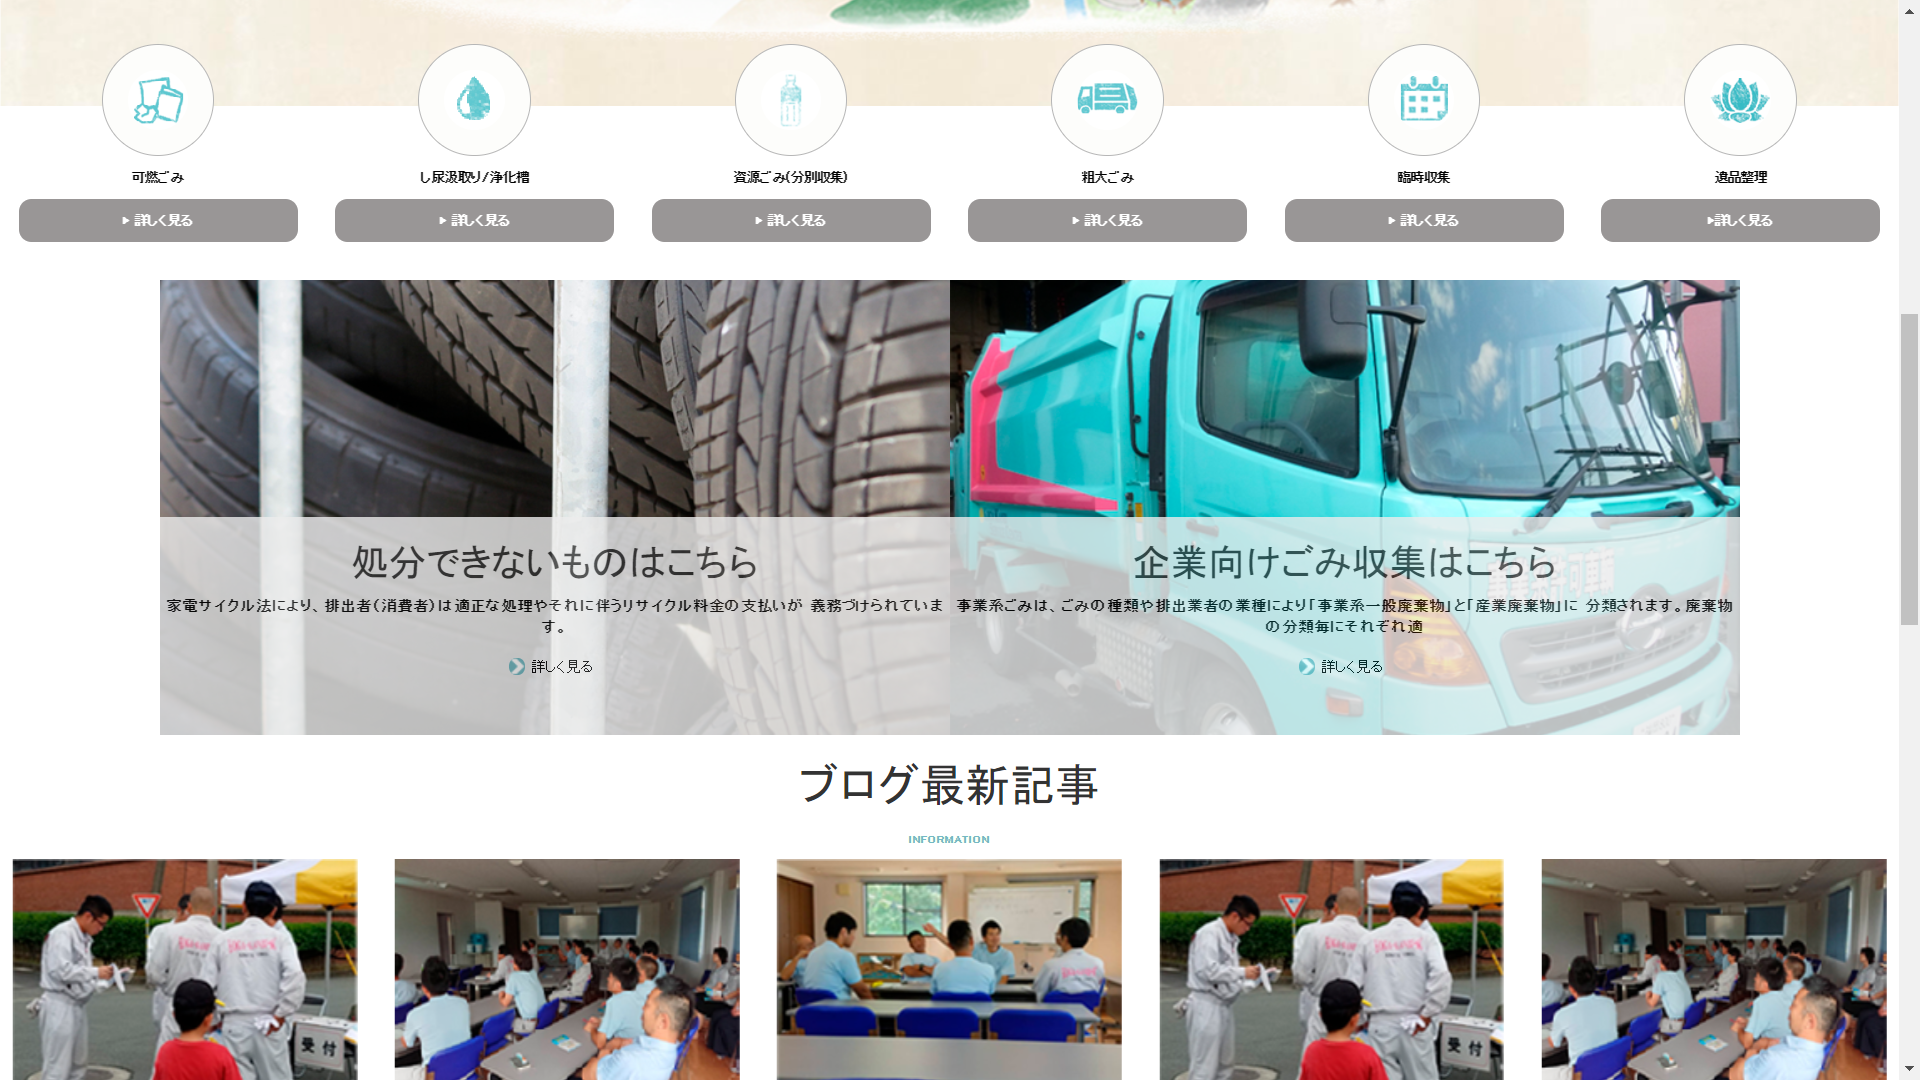 可燃ごみ
し尿汲取り/浄化槽
資源ごみ(分別収集)
粗大ごみ
臨時収集
遺品整理
詳しく見る
詳しく見る
詳しく見る
詳しく見る
詳しく見る
詳しく見る
処分できないものはこちら
家電サイクル法により、排出者(消費者)は適正な処理やそれに伴うリサイクル料金の支払いが 義務づけられていま
す。
詳しく見る
企業向けごみ収集はこちら
事業系ごみは、ごみの種類や排出業者の業種により「事業系一般廃棄物」と「産業廃棄物」に 分類されます。廃棄物
の分類毎にそれぞれ適
詳しく見る
ブログ最新記事
INFORMATION
受付
受付